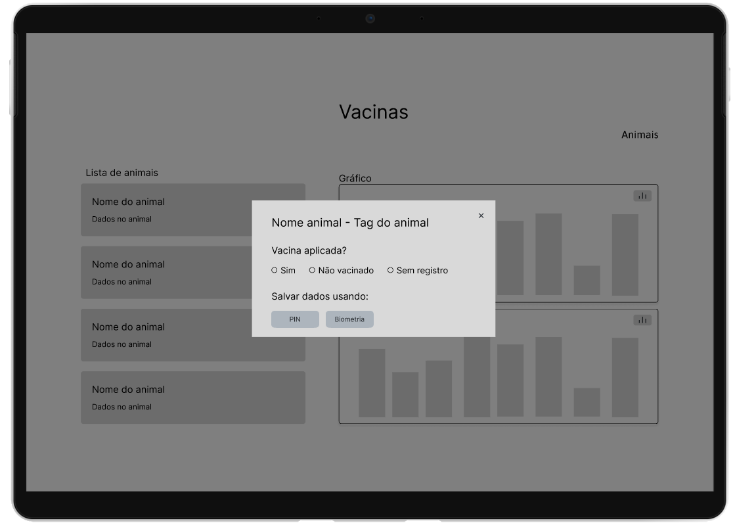 Vacinas
Animais
Lista de animais
Gráfico
Nome do animal
Dados no animal
Nome do animal
Dados no animal
Nome do animal
Dados no animal
Nome do animal
Dados no animal
Nome animal - Tag do animal
×
Vacina aplicada?
Sim Não vacinado Sem registro
Salvar dados usando:
PIN Biometria